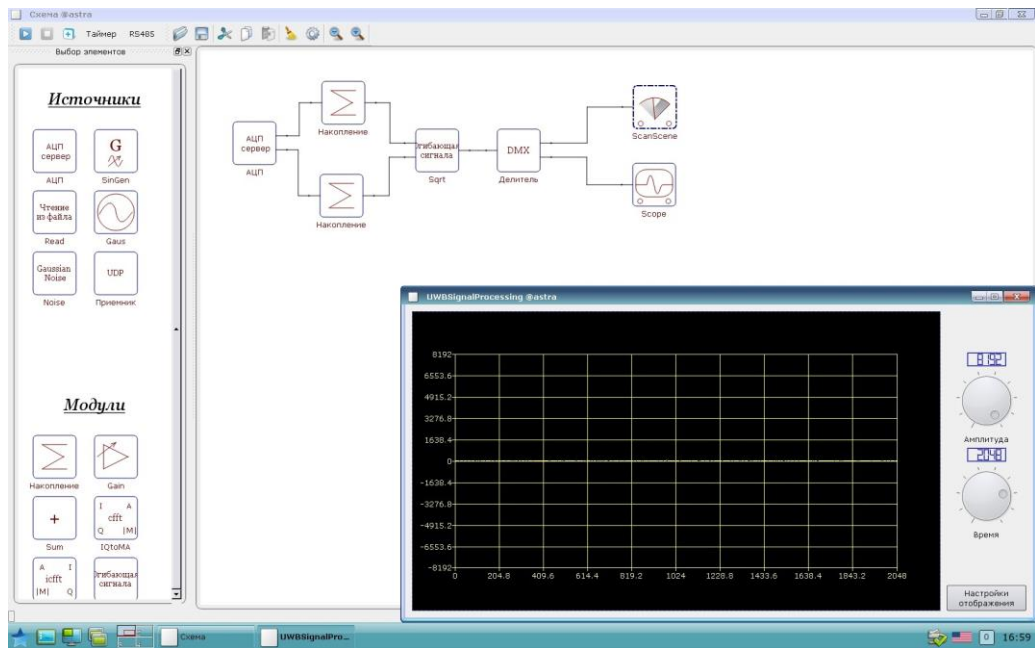 Схема @astra
Таймер RS485
Выбор элементов
Источники
АЦП
сервер
АЦП
G
SinGen
Чтение
из файла
Read
Gaus
Gaussian
Noise
Noise
UDP
Приемник
Модули
Накопление
Gain
+
Sum
I A
cfft
Q |M|
IQtoMA
A I
icfft
|M| Q
Огибающая
сигнала
АЦП
сервер
АЦП
Накопление
Накопление
Огибающая
сигнала
Sqrt
DMX
Делитель
ScanScene
Scope
UWBSignalProcessing @astra
8192
6553.6
4915.2
3276.8
1638.4
0
-1638.4
-3276.8
-4915.2
-6553.6
-8192
0 204.8 409.6 614.4 819.2 1024 1228.8 1433.6 1638.4 1843.2 2048
8192
Амплитуда
2048
Время
Настройки
отображения
Схема
UWBSignalPro...
0
16:59